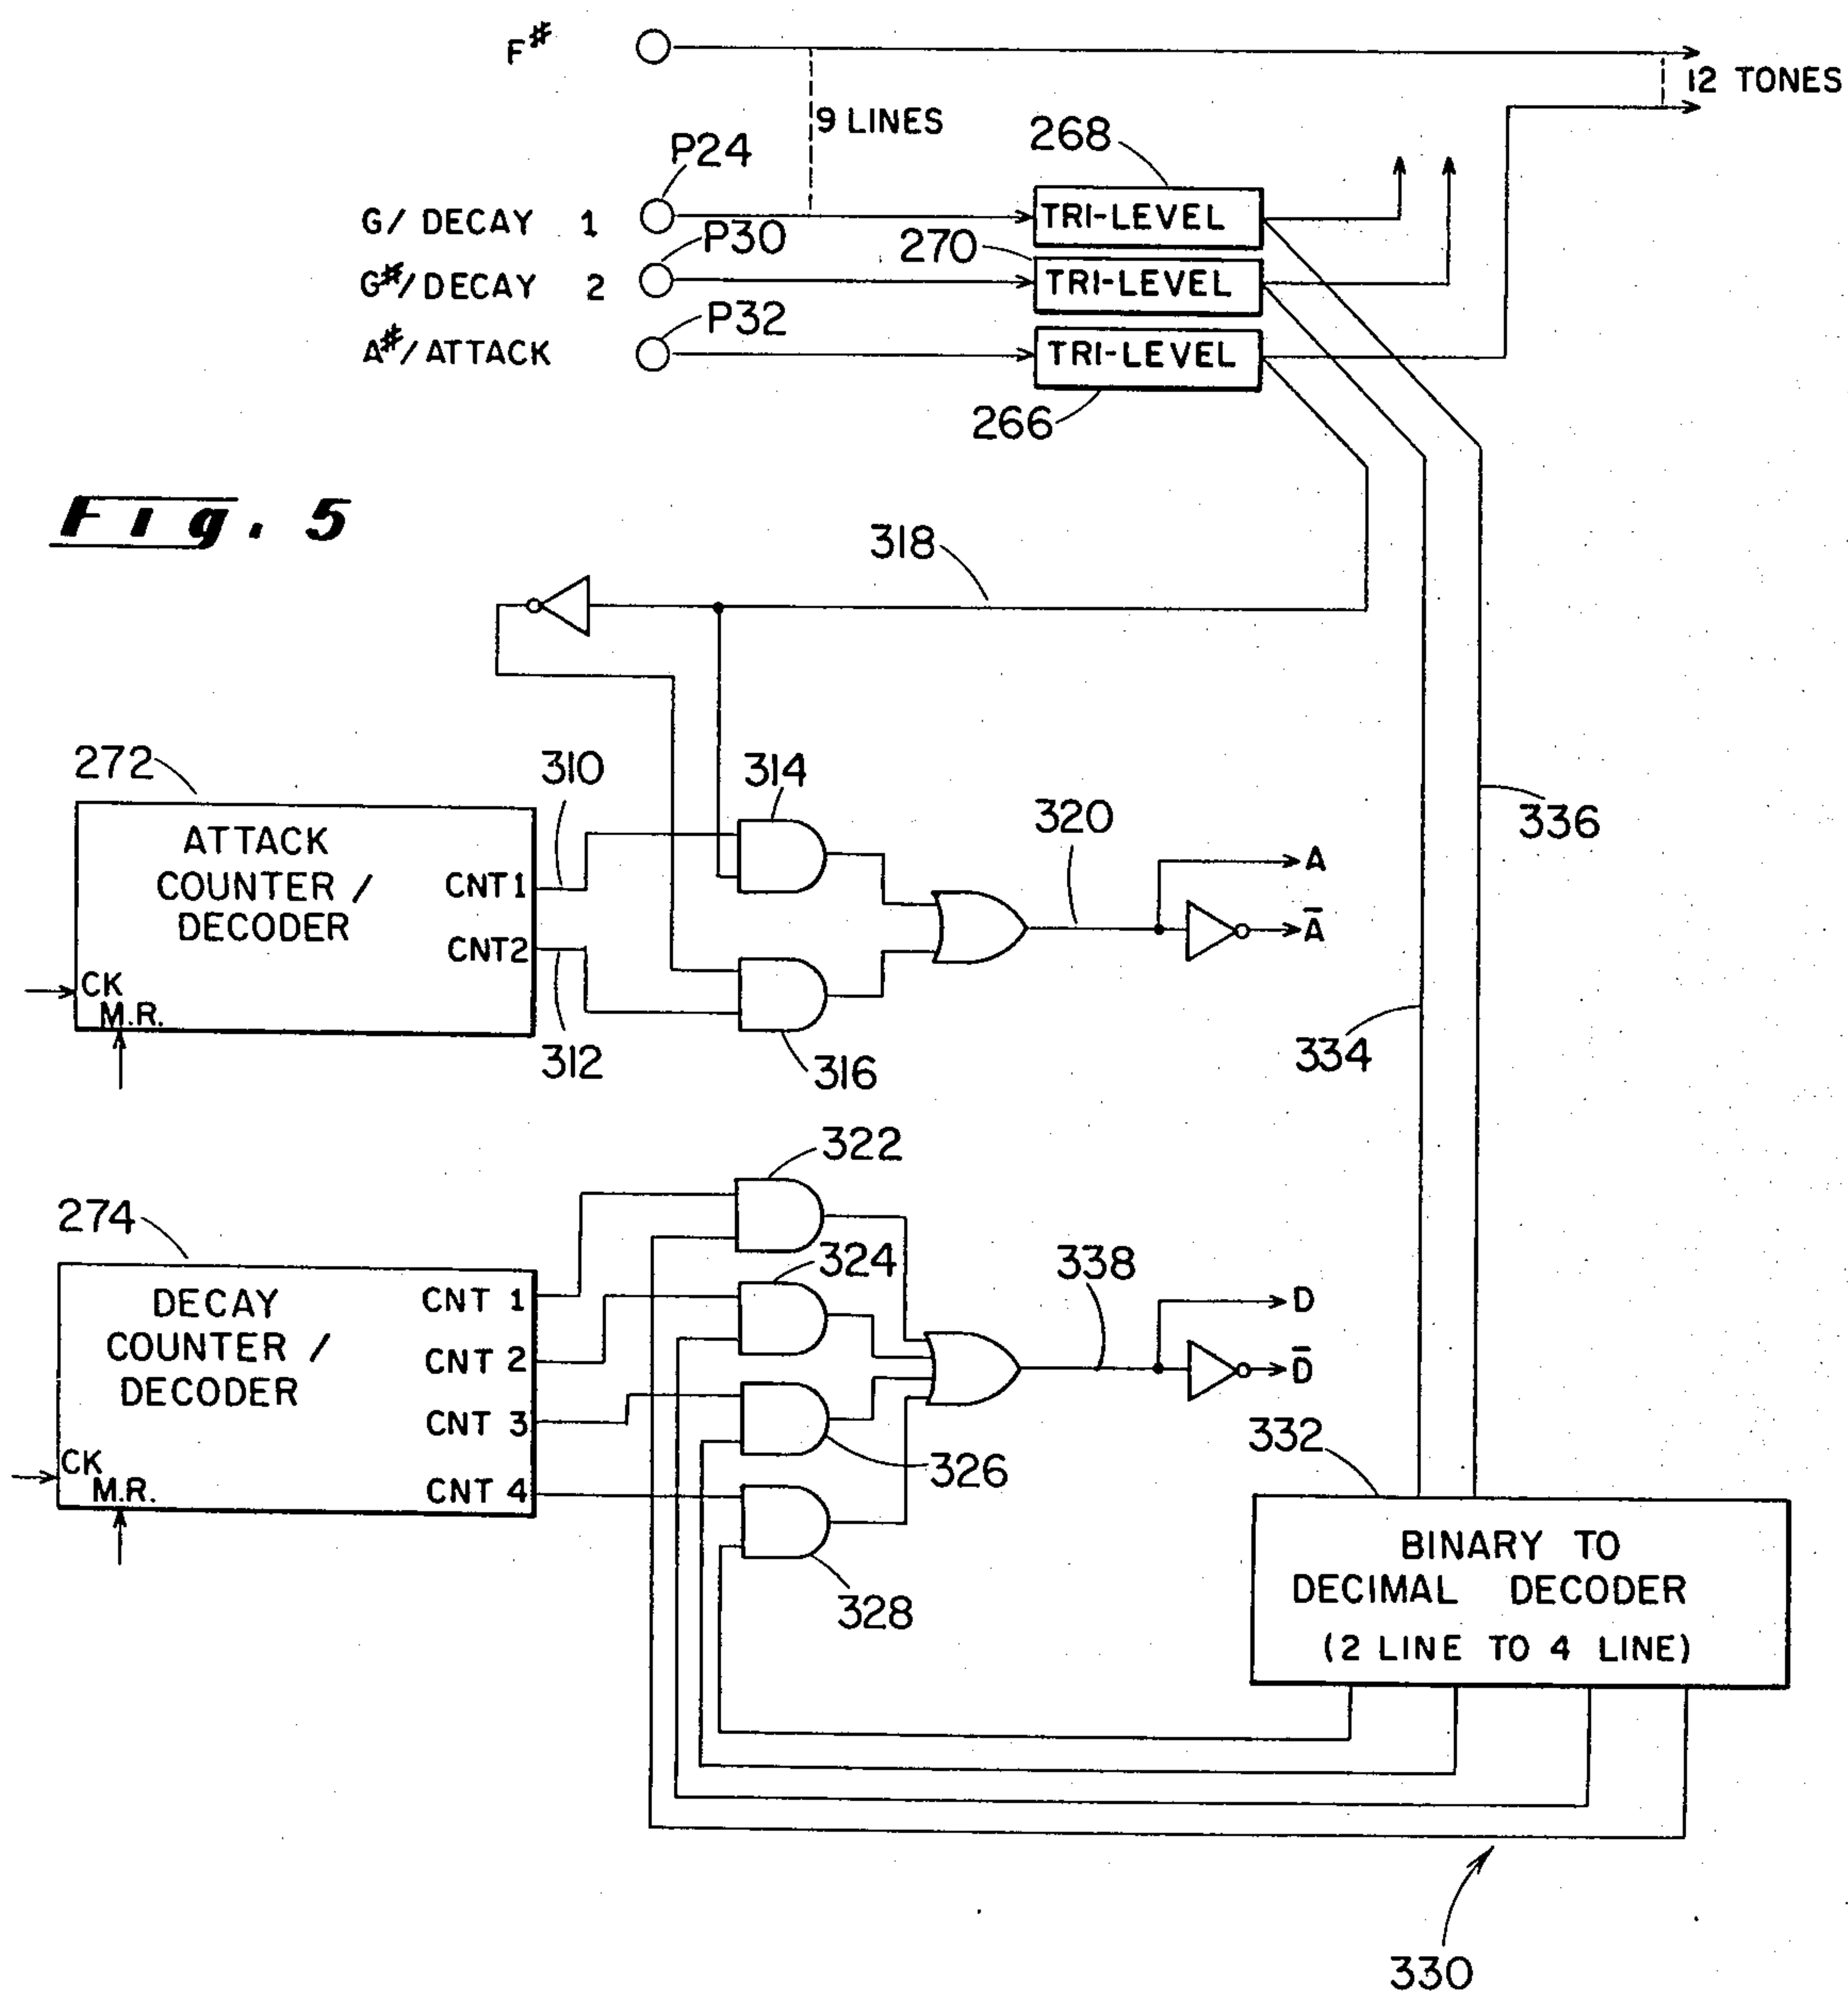 F#
12 TONES
9 LINES
P24
268
G/ DECAY 1
TRI-LEVEL
P30
270
G#/DECAY 2
TRI-LEVEL
P32
A#/ATTACK
TRI-LEVEL
266
Fig. 5
318
272
310
314
320
336
ATTACK
COUNTER /
DECODER
CNT1
CNT2
CK
M.R.
A
Ā
312
316
334
322
274
324
338
DECAY
COUNTER /
DECODER
CNT 1
CNT 2
CNT 3
CNT 4
CK
M.R.
D
D̄
326
332
328
BINARY TO
DECIMAL DECODER
(2 LINE TO 4 LINE)
330